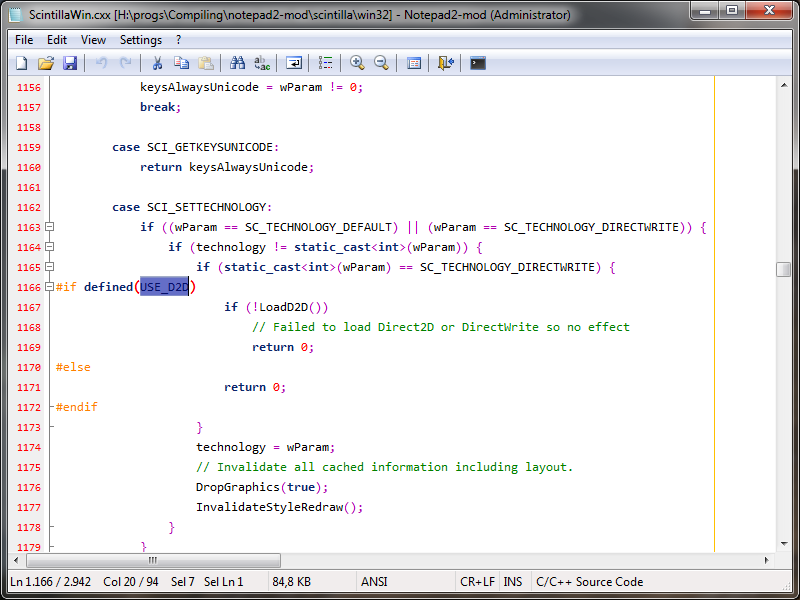 ScintillaWin.cxx [H:\progs\Compiling\notepad2-mod\scintilla\win32] - Notepad2-mod (Administrator)
File Edit View Settings ?
1156 keysAlwaysUnicode = wParam != 0;
1157 break;
1158
1159 case SCI_GETKEYSUNICODE:
1160 return keysAlwaysUnicode;
1161
1162 case SCI_SETTECHNOLOGY:
1163 if ((wParam == SC_TECHNOLOGY_DEFAULT) || (wParam == SC_TECHNOLOGY_DIRECTWRITE)) {
1164 if (technology != static_cast<int>(wParam)) {
1165 if (static_cast<int>(wParam) == SC_TECHNOLOGY_DIRECTWRITE) {
1166 #if defined(USE_D2D)
1167 if (!LoadD2D())
1168 // Failed to load Direct2D or DirectWrite so no effect
1169 return 0;
1170 #else
1171 return 0;
1172 #endif
1173 }
1174 technology = wParam;
1175 // Invalidate all cached information including layout.
1176 DropGraphics(true);
1177 InvalidateStyleRedraw();
1178 }
1179 }
Ln 1.166 / 2.942 Col 20 / 94 Sel 7 Sel Ln 1 84,8 KB ANSI CR+LF INS C/C++ Source Code